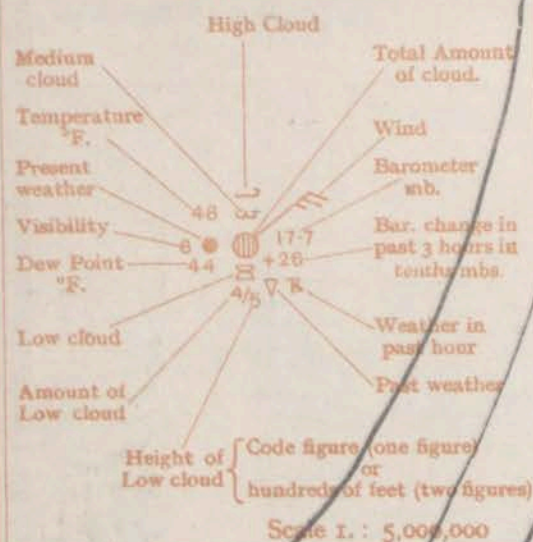 High Cloud
Medium
cloud
Total Amount
of cloud.
Temperature
°F.
Wind
Present
weather
Barometer
mb.
48
Visibility
6
17·7
Bar. change in
past 3 hours in
tenths mbs.
Dew Point
°F.
44
+26
4/5
Low cloud
Weather in
past hour
Amount of
Low cloud
Past weather
Height of
Low cloud
Code figure (one figure)
or
hundreds of feet (two figures)
Scale 1. : 5,000,000